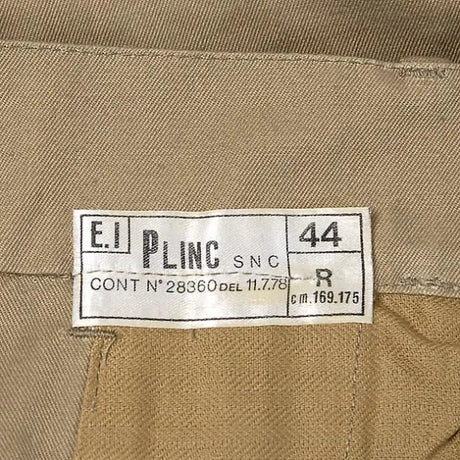 E.I PLINC SNC 44
CONT N° 28360 DEL 11.7.78 R
cm.169.175